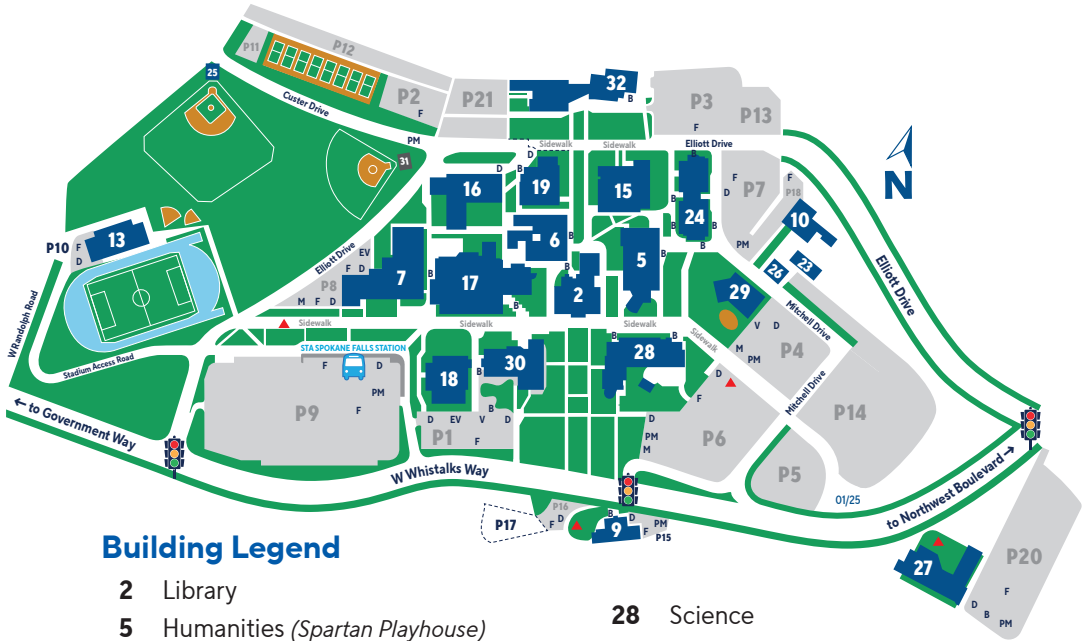 P11
P12
25
Custer Drive
P2
F
P21
32
B
P3
F
P13
PM
31
Sidewalk
Sidewalk
Elliott Drive
D
B
D
B
16
19
15
B
24
B
B
B
P7
F
D
PM
F
P18
10
N
P10
F
D
13
Elliott Drive
EV
F
D
P8
M
F
D
7
B
17
B
6
B
B
2
5
B
29
26
23
Elliott Drive
W Randolph Road
Stadium Access Road
Sidewalk
Sidewalk
Sidewalk
Sidewalk
Mitchell Drive
V
D
M
PM
P4
STA SPOKANE FALLS STATION
F
D
PM
F
P9
18
B
30
B
B
28
B
D
F
Mitchell Drive
P14
P1
D
EV
V
D
F
D
PM
M
P6
P5
← to Government Way
W Whistalks Way
01/25
to Northwest Boulevard →
P17
P16
F
D
B
9
D
F
PM
P15
27
P20
F
D
B
PM
Building Legend
2 Library
5 Humanities (Spartan Playhouse)
28 Science